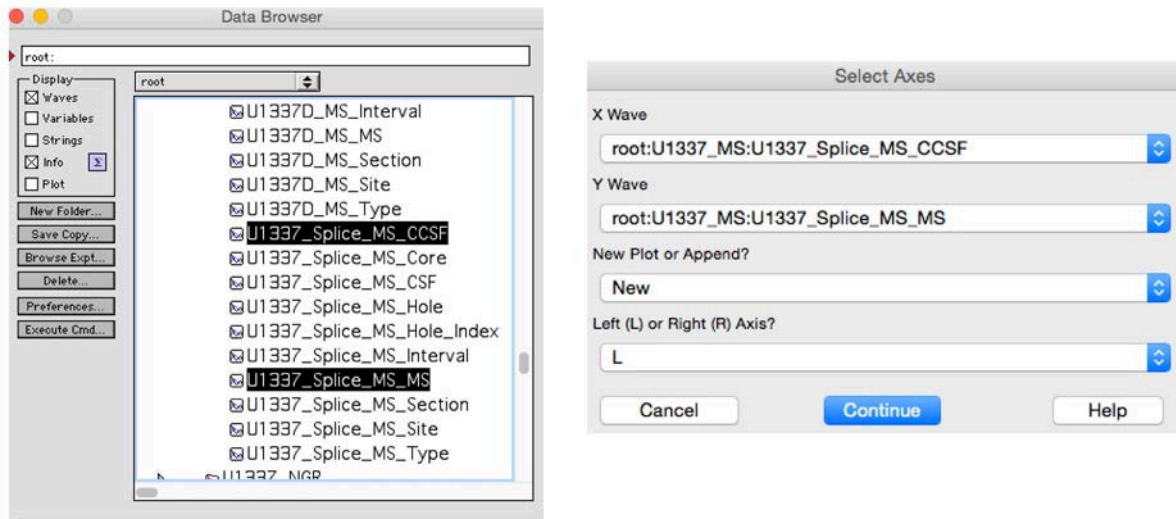 Data Browser
root:
Display
Waves
Variables
Strings
Info
Σ
Plot
New Folder...
Save Copy...
Browse Expt...
Delete...
Preferences...
Execute Cmd...
root
U1337D_MS_Interval
U1337D_MS_MS
U1337D_MS_Section
U1337D_MS_Site
U1337D_MS_Type
U1337_Splice_MS_CCSF
U1337_Splice_MS_Core
U1337_Splice_MS_CSF
U1337_Splice_MS_Hole
U1337_Splice_MS_Hole_Index
U1337_Splice_MS_Interval
U1337_Splice_MS_MS
U1337_Splice_MS_Section
U1337_Splice_MS_Site
U1337_Splice_MS_Type
U1337_NGR
Select Axes
X Wave
root:U1337_MS:U1337_Splice_MS_CCSF
Y Wave
root:U1337_MS:U1337_Splice_MS_MS
New Plot or Append?
New
Left (L) or Right (R) Axis?
L
Cancel
Continue
Help